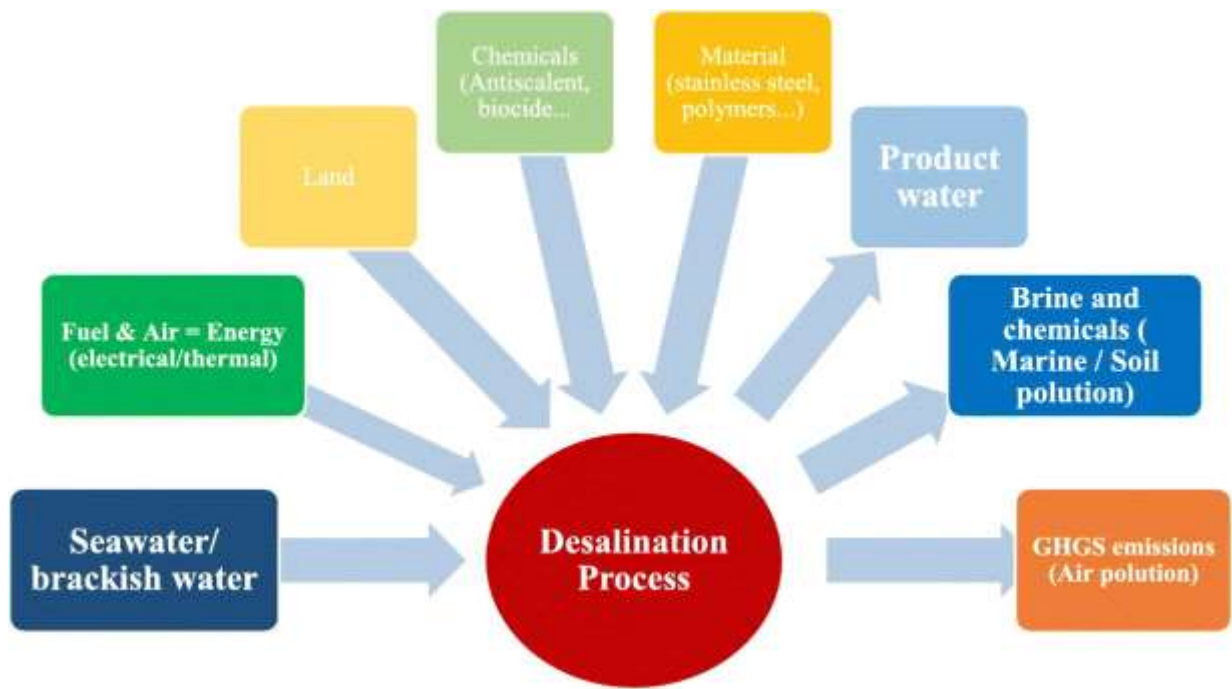 Chemicals
(Antiscalent,
biocide...
Material
(stainless steel,
polymers...)
Land
Product
water
Fuel & Air = Energy
(electrical/thermal)
Brine and
chemicals (
Marine / Soil
polution)
Seawater/
brackish water
Desalination
Process
GHGS emissions
(Air polution)